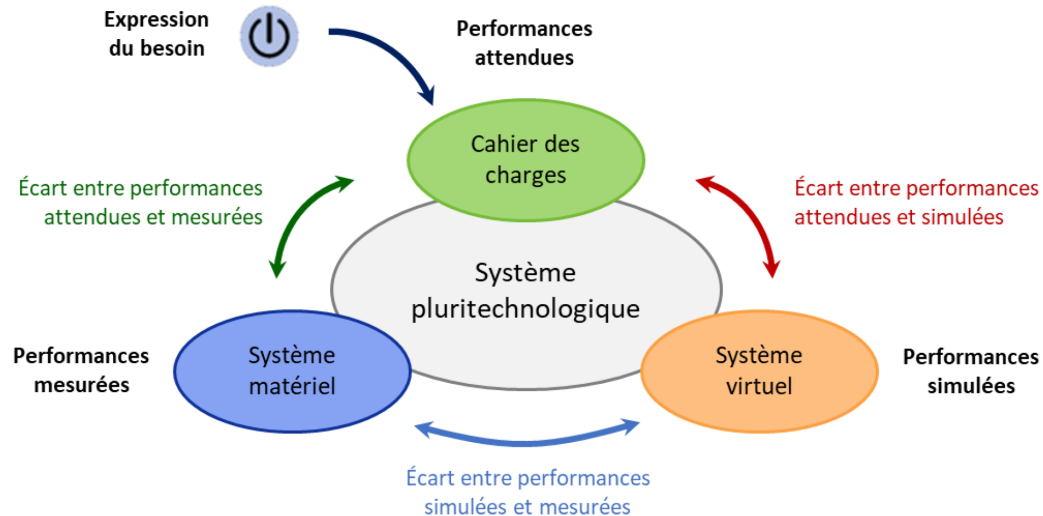 Expression
du besoin
Performances
attendues
Cahier des
charges
Écart entre performances
attendues et mesurées
Écart entre performances
attendues et simulées
Système
pluritechnologique
Performances
mesurées
Système
matériel
Système
virtuel
Performances
simulées
Écart entre performances
simulées et mesurées